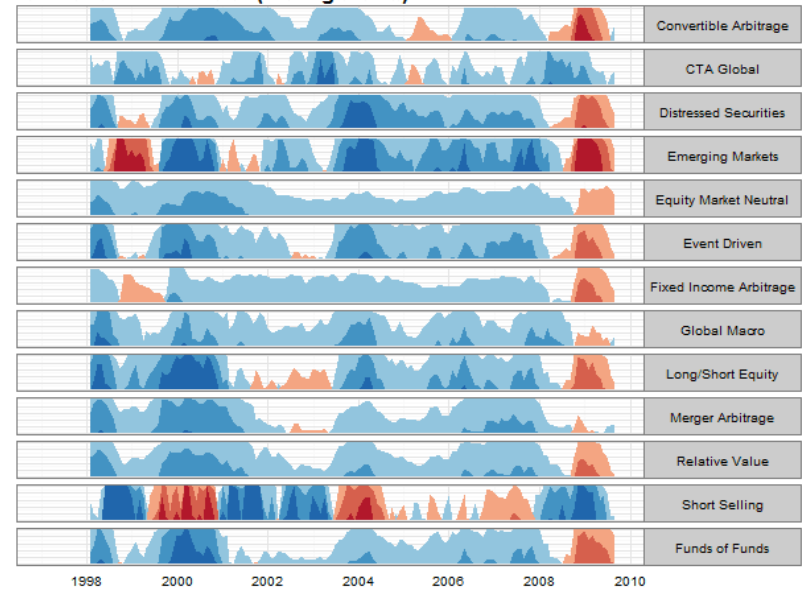 Convertible Arbitrage
CTA Global
Distressed Securities
Emerging Markets
Equity Market Neutral
Event Driven
Fixed Income Arbitrage
Global Macro
Long/Short Equity
Merger Arbitrage
Relative Value
Short Selling
Funds of Funds
1998 2000 2002 2004 2006 2008 2010